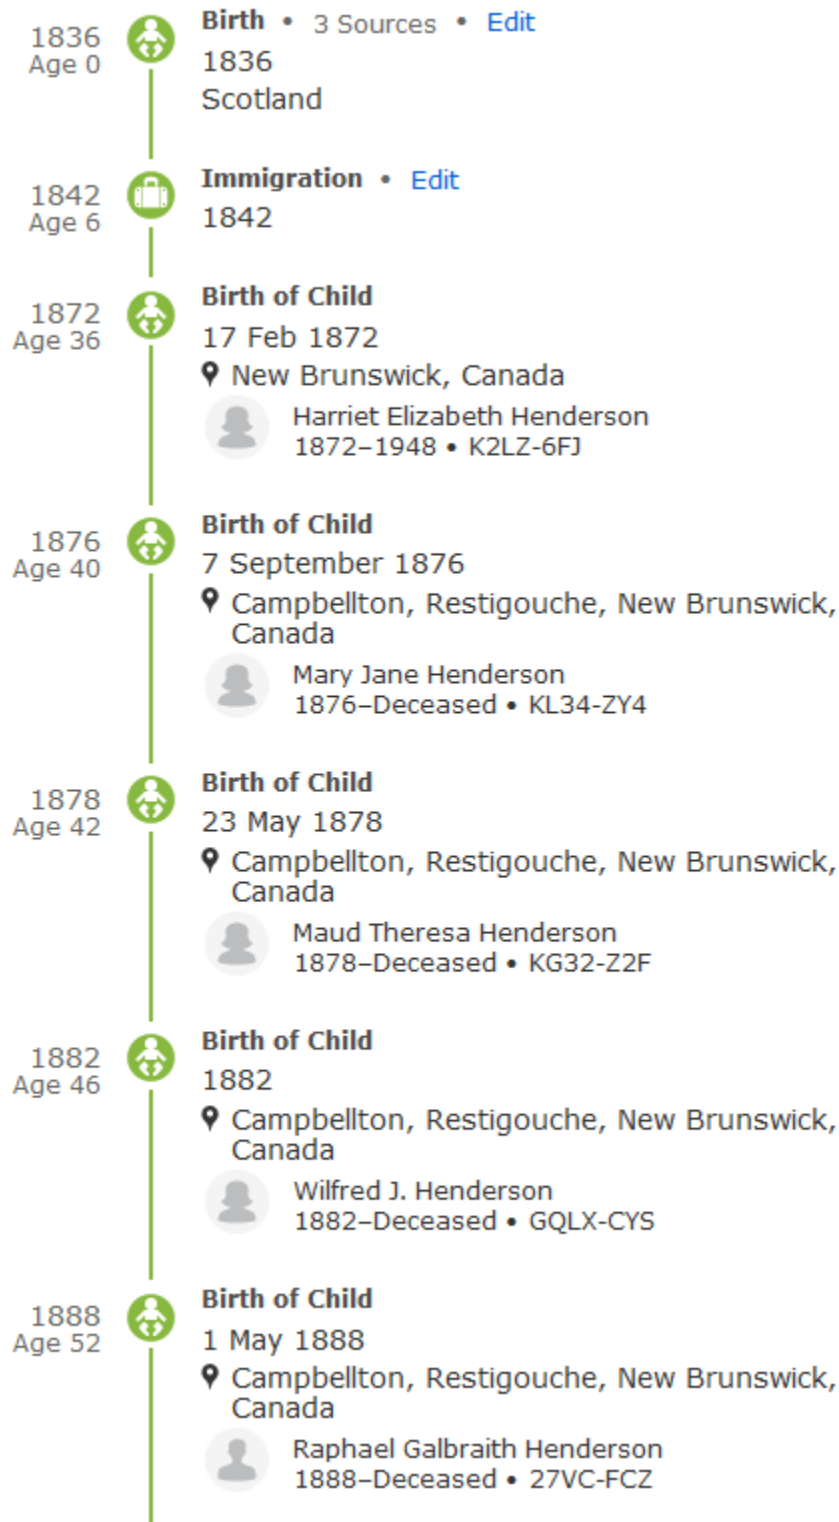 1836
Age 0
Birth • 3 Sources • Edit
1836
Scotland
1842
Age 6
Immigration • Edit
1842
1872
Age 36
Birth of Child
17 Feb 1872
New Brunswick, Canada
Harriet Elizabeth Henderson
1872–1948 • K2LZ-6FJ
1876
Age 40
Birth of Child
7 September 1876
Campbellton, Restigouche, New Brunswick,
Canada
Mary Jane Henderson
1876–Deceased • KL34-ZY4
1878
Age 42
Birth of Child
23 May 1878
Campbellton, Restigouche, New Brunswick,
Canada
Maud Theresa Henderson
1878–Deceased • KG32-Z2F
1882
Age 46
Birth of Child
1882
Campbellton, Restigouche, New Brunswick,
Canada
Wilfred J. Henderson
1882–Deceased • GQLX-CYS
1888
Age 52
Birth of Child
1 May 1888
Campbellton, Restigouche, New Brunswick,
Canada
Raphael Galbraith Henderson
1888–Deceased • 27VC-FCZ